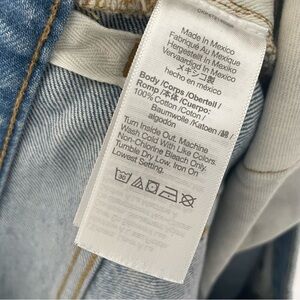 Made in Mexico
Fabriqué Au Mexique
Hergestellt in Mexiko
Vervaardigd in Mexico
メキシコ製
hecho en méxico
Body /Corps /Oberteil /
Romp /本体 /Cuerpo:
100% Cotton /Coton /
Baumwolle /Katoen /綿 /
algodón
Turn Inside Out. Machine
Wash Cold With Like Colors.
Non-Chlorine Bleach Only.
Tumble Dry Low. Iron On
Lowest Setting.
30